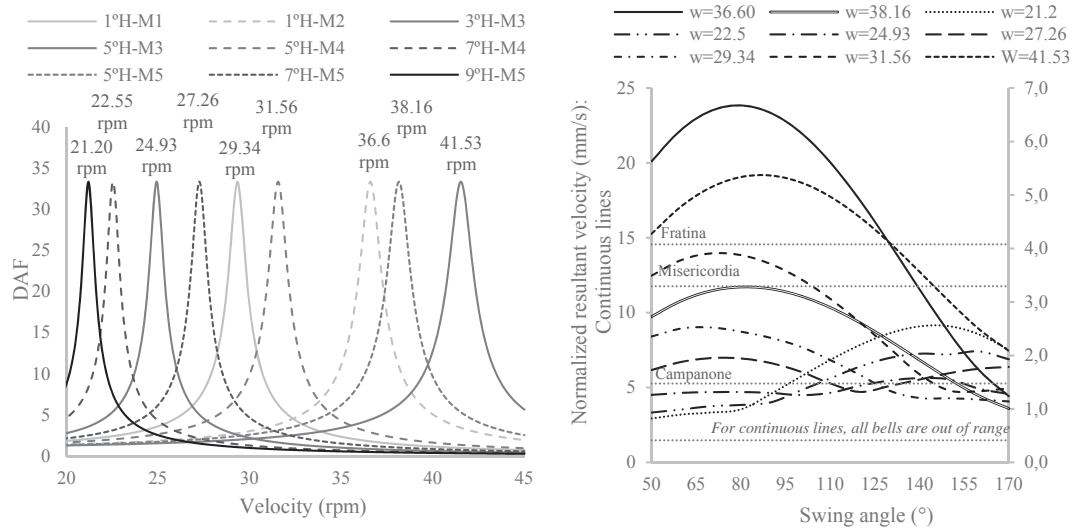 1ºH-M1 1ºH-M2 3ºH-M3
5ºH-M3 5ºH-M4 7ºH-M4
5ºH-M5 7ºH-M5 9ºH-M5
22.55 rpm
27.26 rpm
31.56 rpm
38.16 rpm
21.20 rpm
24.93 rpm
29.34 rpm
36.6 rpm
41.53 rpm
40
35
30
25
20
15
10
5
0
DAF
20 25 30 35 40 45
Velocity (rpm)
w=36.60 w=38.16 w=21.2
w=22.5 w=24.93 w=27.26
w=29.34 w=31.56 W=41.53
Normalized resultant velocity (mm/s):
Continuous lines
25
20
15
10
5
0
7,0
6,0
5,0
4,0
3,0
2,0
1,0
0,0
Fratina
Misericordia
Campanone
For continuous lines, all bells are out of range
50 65 80 95 110 125 140 155 170
Swing angle (°)